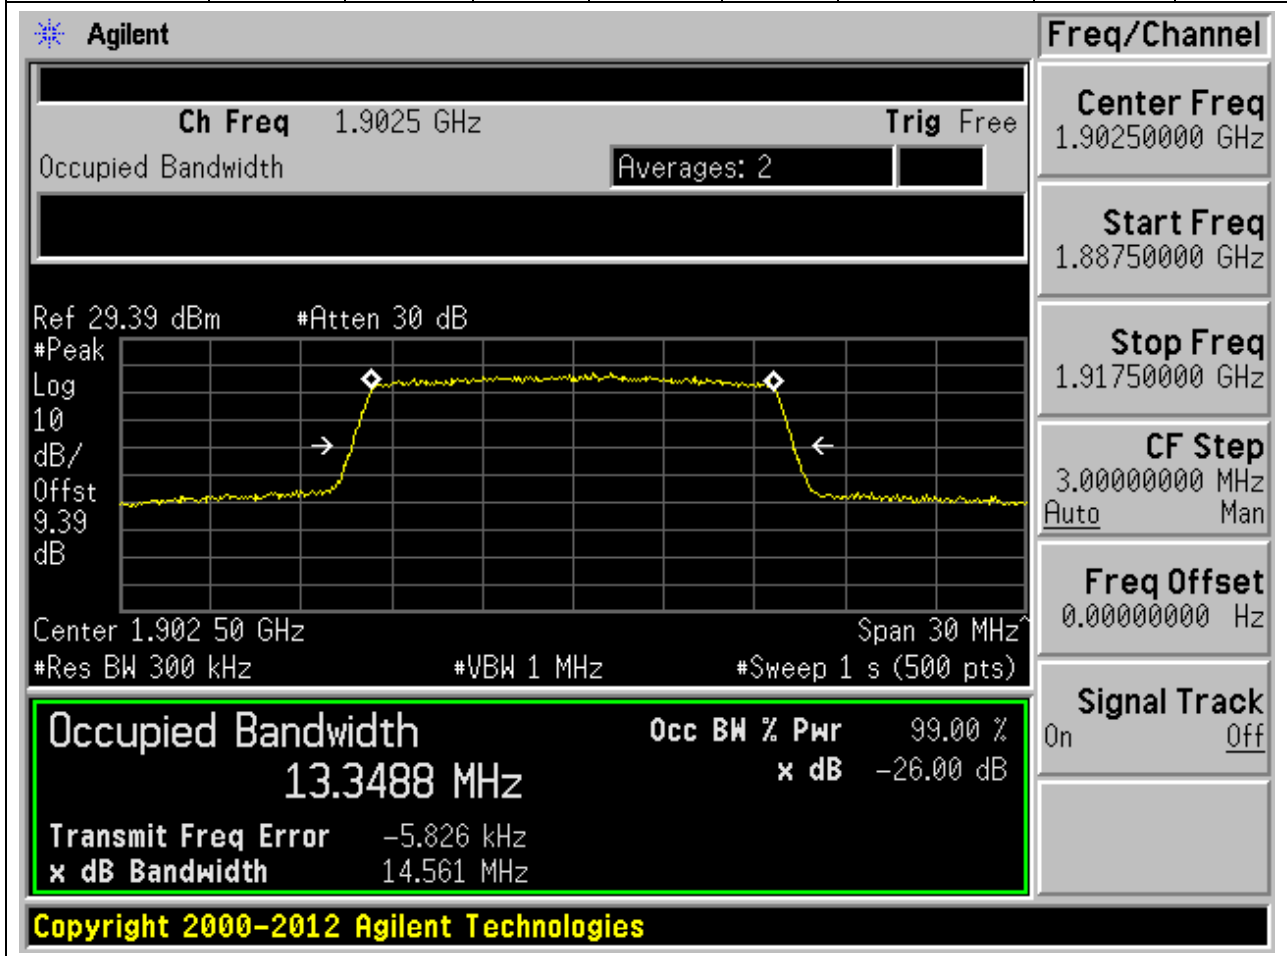 Agilent
Freq/Channel
Ch Freq 1.9025 GHz Trig Free
Occupied Bandwidth Averages: 2
Center Freq
1.90250000 GHz
Start Freq
1.88750000 GHz
Stop Freq
1.91750000 GHz
CF Step
3.00000000 MHz
Auto Man
Freq Offset
0.00000000 Hz
Signal Track
On Off
Ref 29.39 dBm #Atten 30 dB
#Peak
Log
10
dB/
Offst
9.39
dB
Center 1.902 50 GHz Span 30 MHz^
#Res BW 300 kHz #VBW 1 MHz #Sweep 1 s (500 pts)
Occupied Bandwidth Occ BW % Pwr 99.00 %
13.3488 MHz x dB -26.00 dB
Transmit Freq Error -5.826 kHz
x dB Bandwidth 14.561 MHz
Copyright 2000-2012 Agilent Technologies